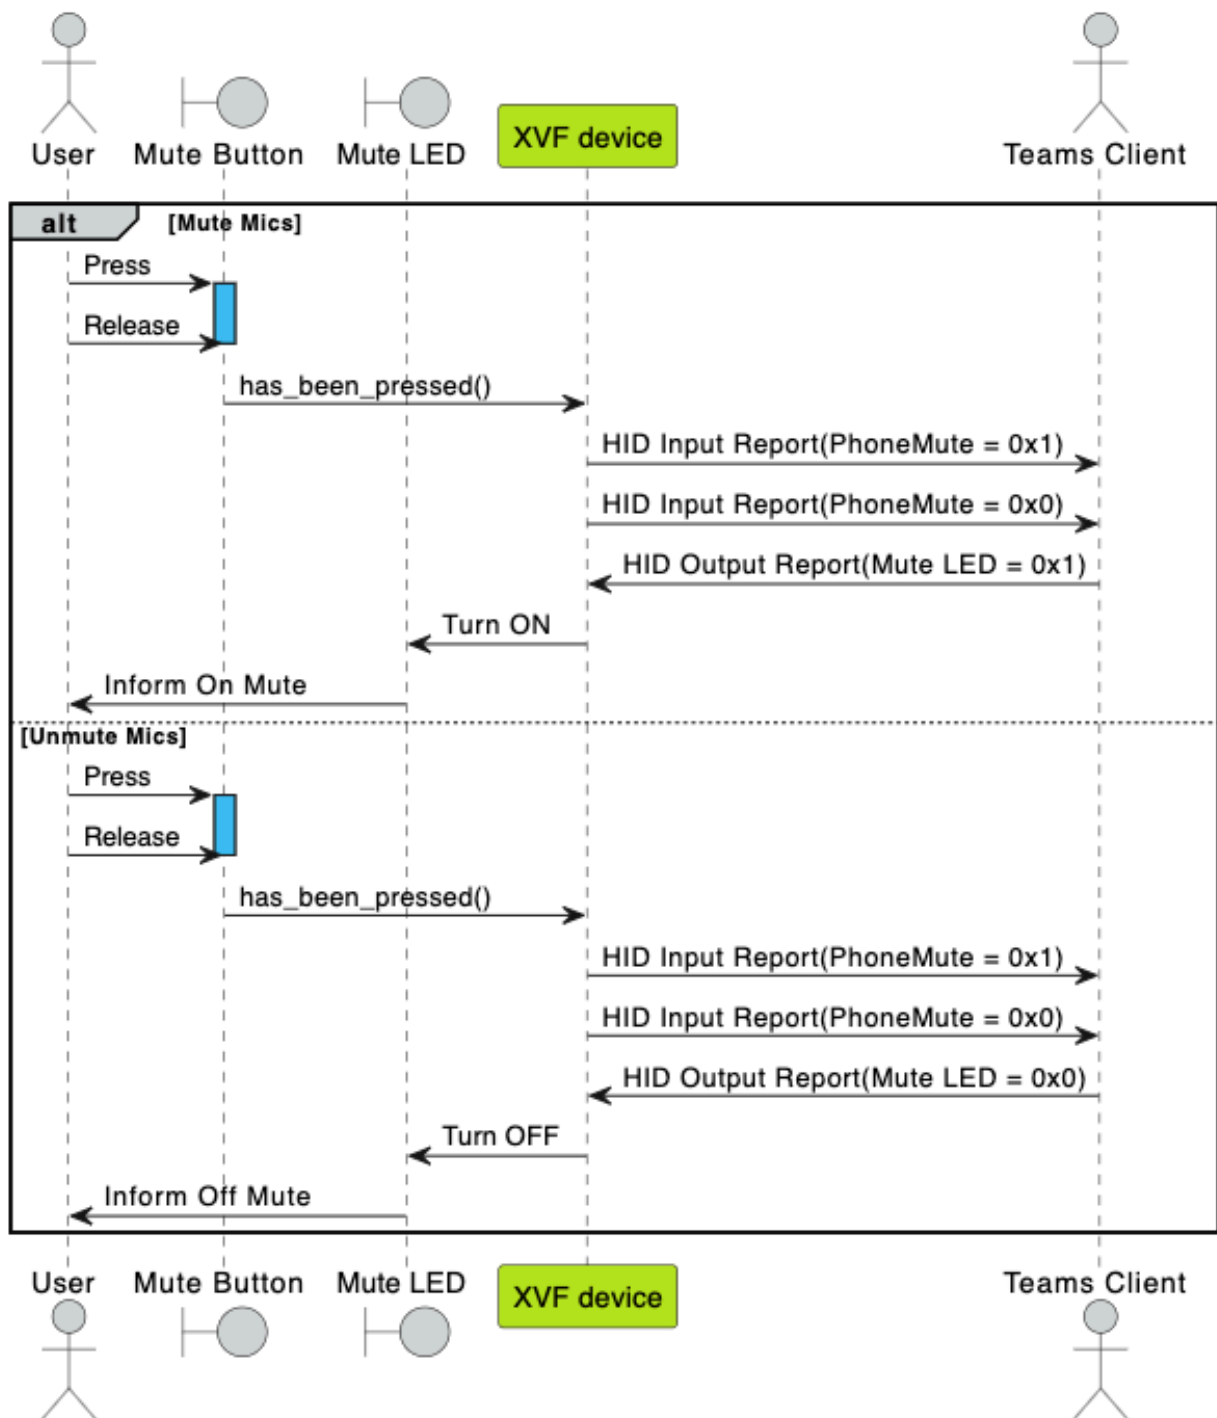 User
Mute Button
Mute LED
XVF device
Teams Client
alt
[Mute Mics]
Press
Release
has_been_pressed()
HID Input Report(PhoneMute = 0x1)
HID Input Report(PhoneMute = 0x0)
HID Output Report(Mute LED = 0x1)
Turn ON
Inform On Mute
[Unmute Mics]
Press
Release
has_been_pressed()
HID Input Report(PhoneMute = 0x1)
HID Input Report(PhoneMute = 0x0)
HID Output Report(Mute LED = 0x0)
Turn OFF
Inform Off Mute
User
Mute Button
Mute LED
XVF device
Teams Client